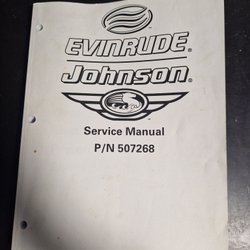 EVINRUDE®
Johnson®
Service Manual
P/N 507268